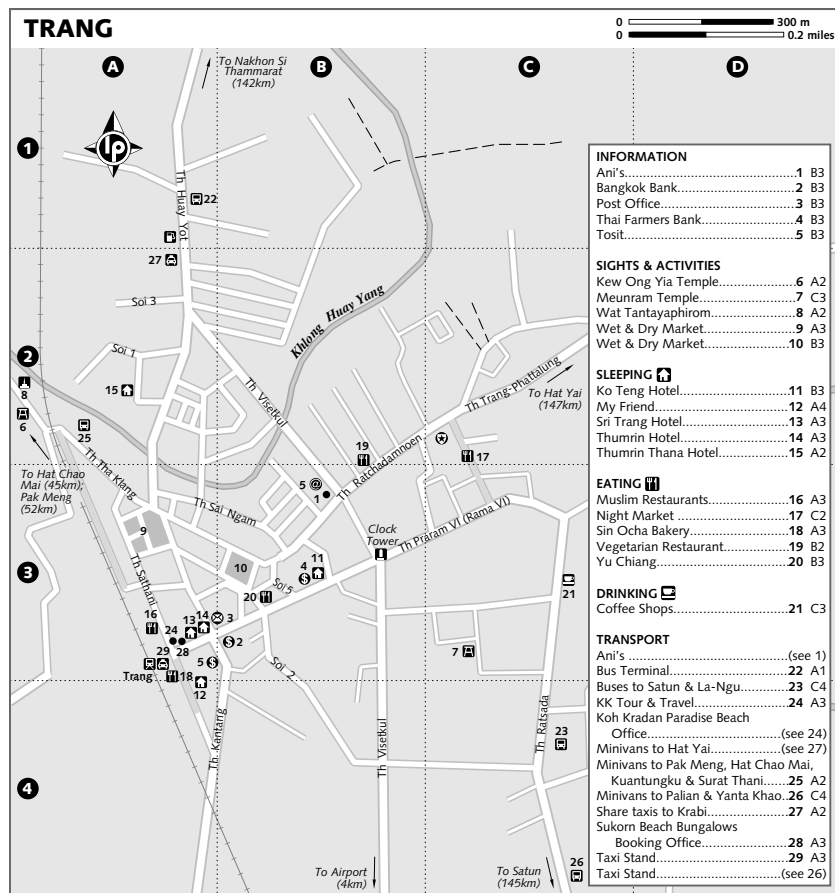 TRANG
0 300 m
0 0.2 miles
A B C D
To Nakhon Si
Thammarat
(142km)
1
lp
Th Huay Yot
22
27
Soi 3
Khlong Huay Yang
2
Soi 1
15
8
6
25
Th Visetkul
Th Trang-Phattalung
To Hat Yai
(147km)
19
17
To Hat Chao
Mai (45km);
Pak Meng
(52km)
Th Tha Klang
5 @
1
Th Ratchadamnoen
Th Sai Ngam
9
Clock
Tower
Th Praram VI (Rama VI)
3
10
11
4 $
Soi 5
Th Sathani
20
21
16
24
13
14
3
28
$ 2
7
29
5 $
Trang
18
12
Soi 2
Th Kantang
Th Visetkul
Th Ratsada
23
4
To Airport
(4km)
To Satun
(145km)
26
INFORMATION
Ani's 1 B3
Bangkok Bank 2 B3
Post Office 3 B3
Thai Farmers Bank 4 B3
Tosit 5 B3
SIGHTS & ACTIVITIES
Kew Ong Yia Temple 6 A2
Meunram Temple 7 C3
Wat Tantayaphirom 8 A2
Wet & Dry Market 9 A3
Wet & Dry Market 10 B3
SLEEPING
Ko Teng Hotel 11 B3
My Friend 12 A4
Sri Trang Hotel 13 A3
Thumrin Hotel 14 A3
Thumrin Thana Hotel 15 A2
EATING
Muslim Restaurants 16 A3
Night Market 17 C2
Sin Ocha Bakery 18 A3
Vegetarian Restaurant 19 B2
Yu Chiang 20 B3
DRINKING
Coffee Shops 21 C3
TRANSPORT
Ani's (see 1)
Bus Terminal 22 A1
Buses to Satun & La-Ngu 23 C4
KK Tour & Travel 24 A3
Koh Kradan Paradise Beach
Office (see 24)
Minivans to Hat Yai (see 27)
Minivans to Pak Meng, Hat Chao Mai,
Kuantungku & Surat Thani 25 A2
Minivans to Palian & Yanta Khao 26 C4
Share taxis to Krabi 27 A2
Sukorn Beach Bungalows
Booking Office 28 A3
Taxi Stand 29 A3
Taxi Stand (see 26)